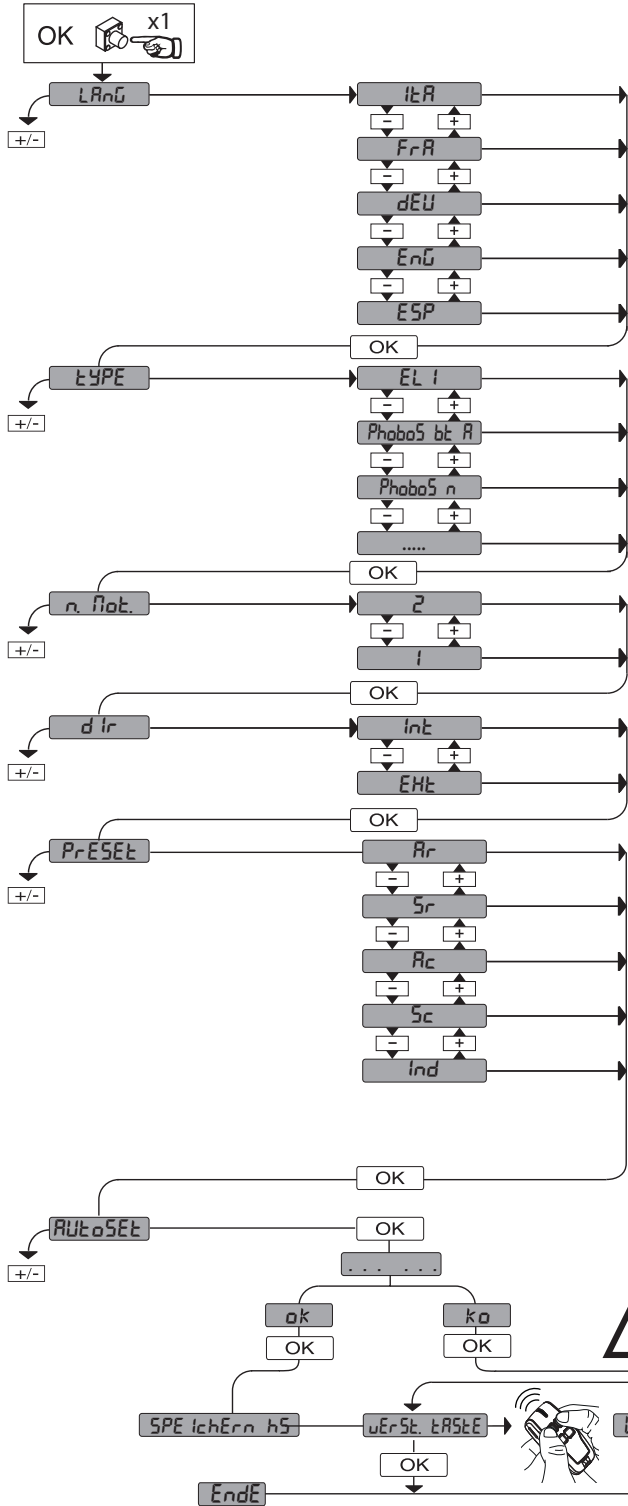 OK x1
LAnG ItA
+/- - +
FrA
- +
dEU
- +
EnG
- +
ESP
OK
tYPE EL 1
+/- - +
PhoboS bt A
- +
PhoboS n
- +
.....
OK
n. Mot. 2
+/- - +
1
OK
dIr Int
+/- - +
EHt
OK
PrESEt Ar
+/- - +
Sr
- +
Ac
- +
Sc
- +
Ind
OK
AUtoSEt OK
+/- ... ...
ok ko
OK OK
SPEIchErn hS vErSt. tAStE
OK
EndE